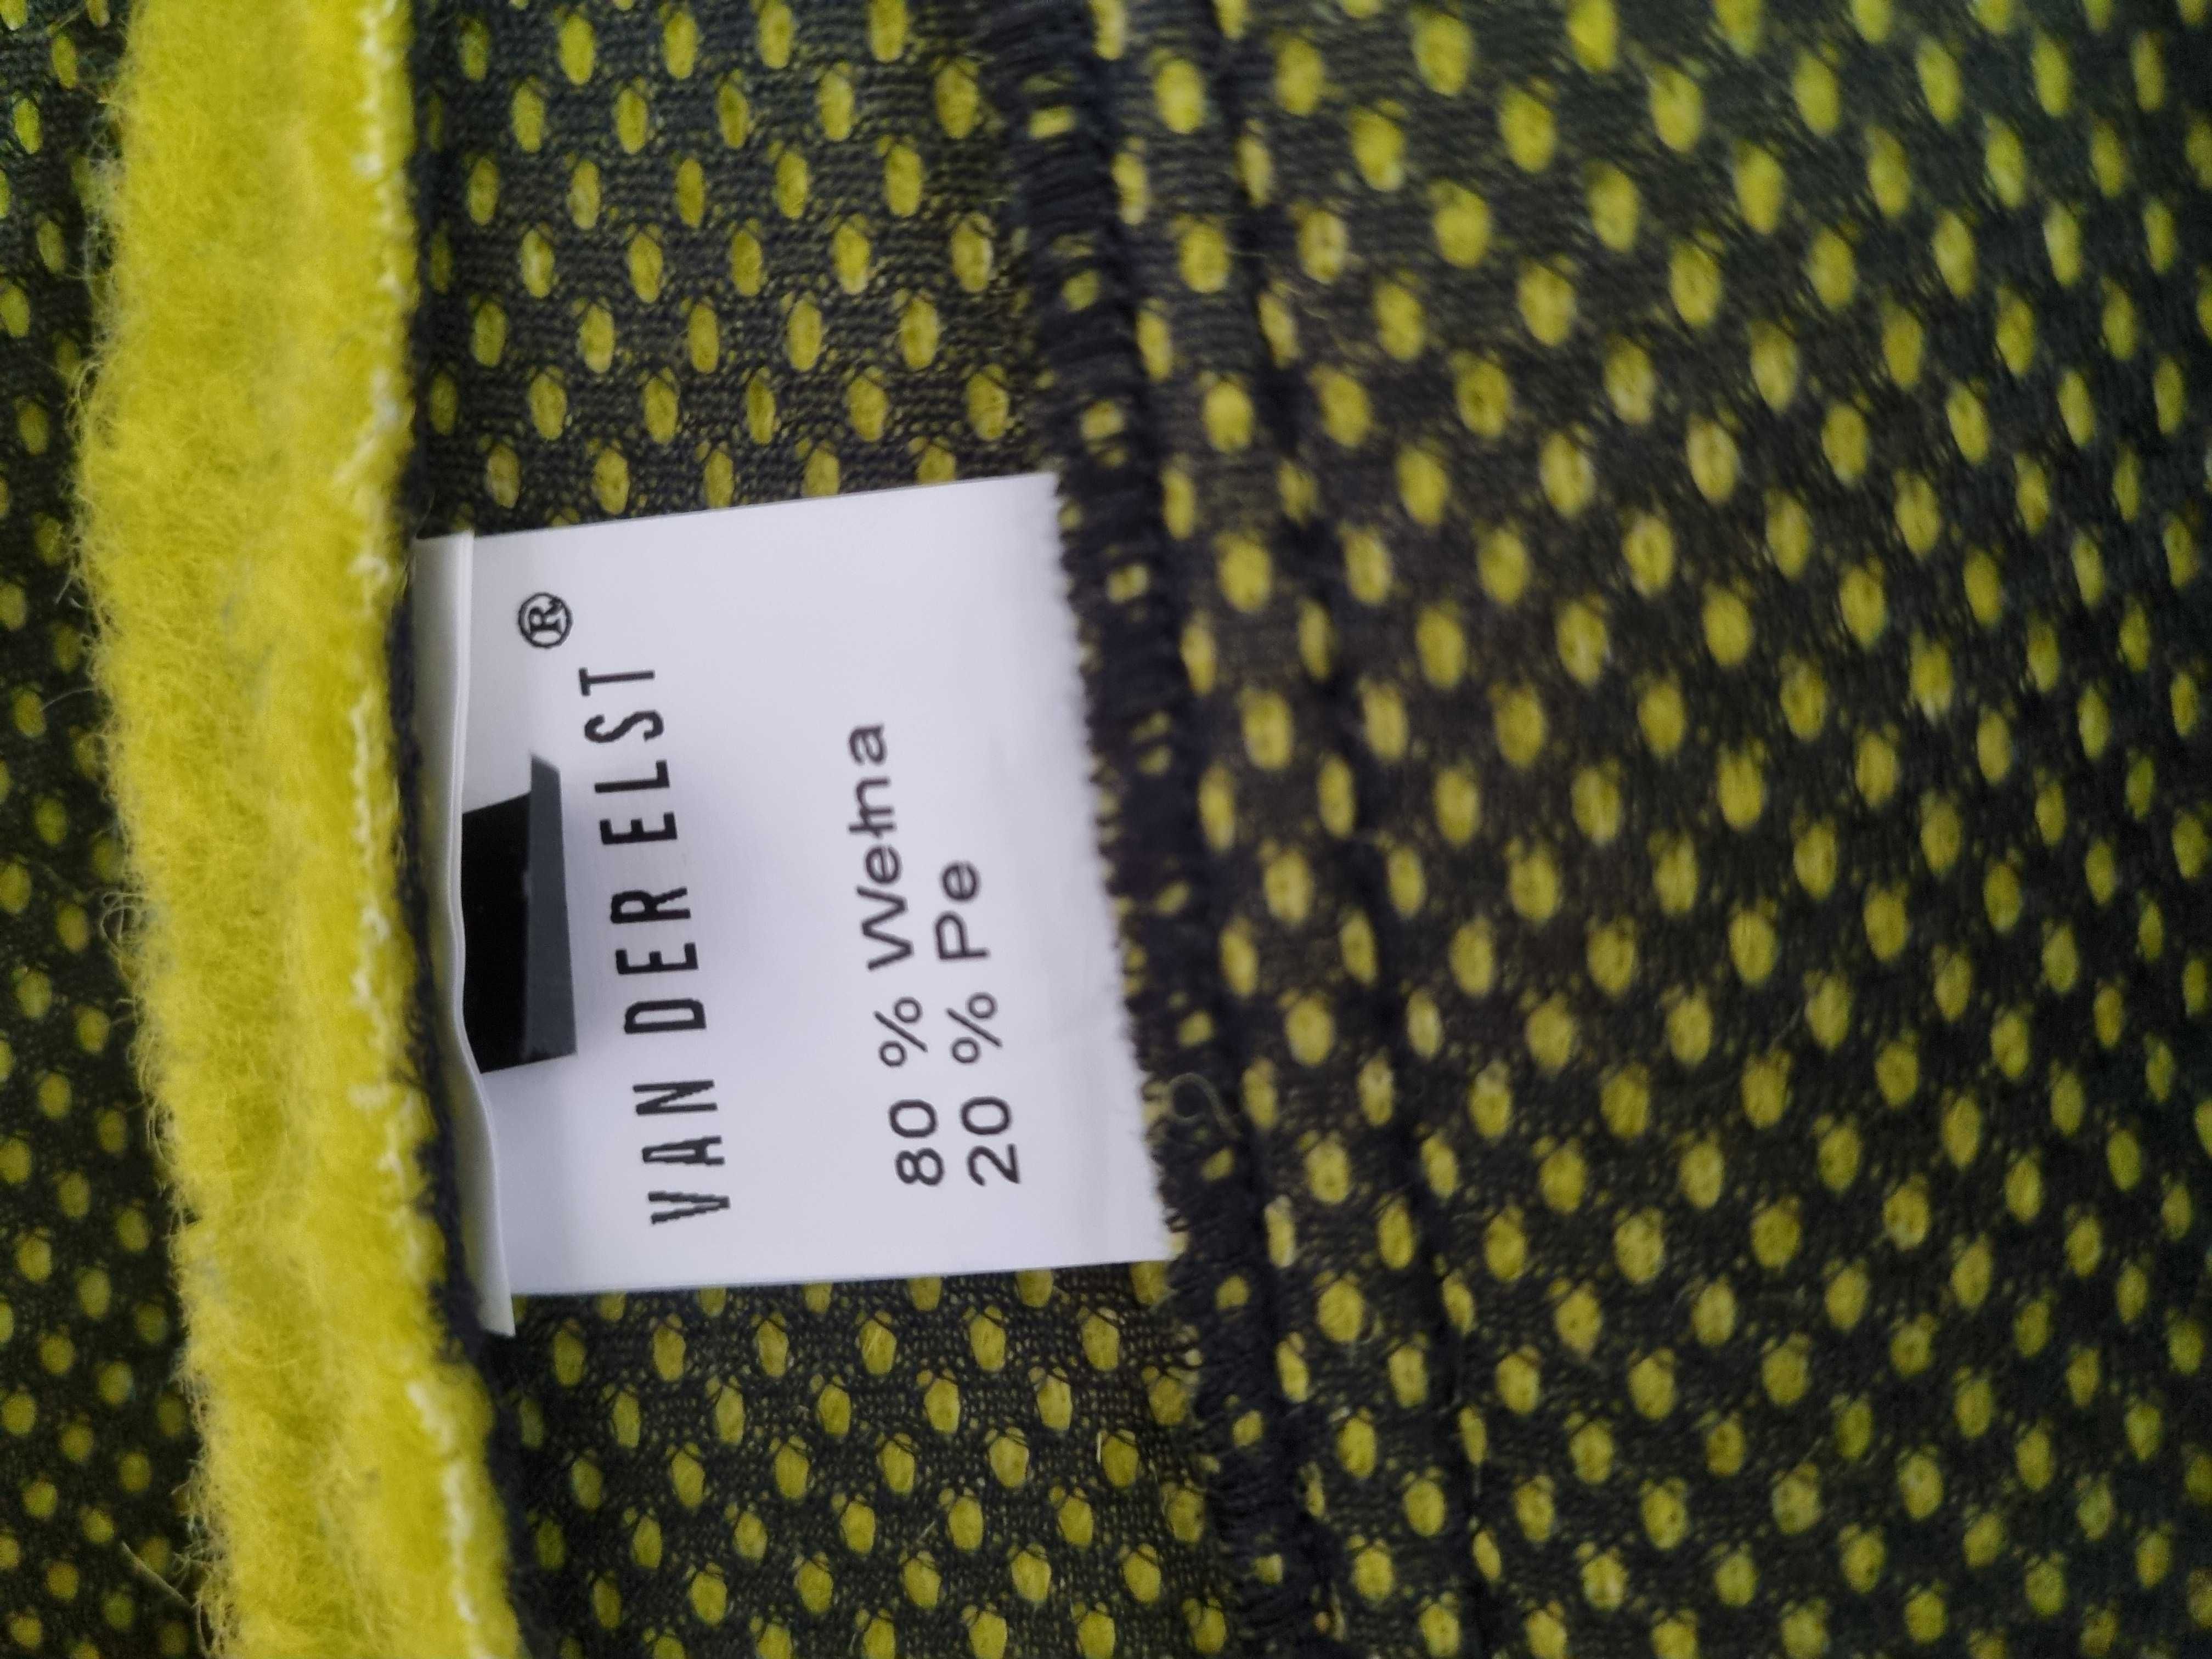 VAN DER ELST®
80 % Wełna
20 % Pe